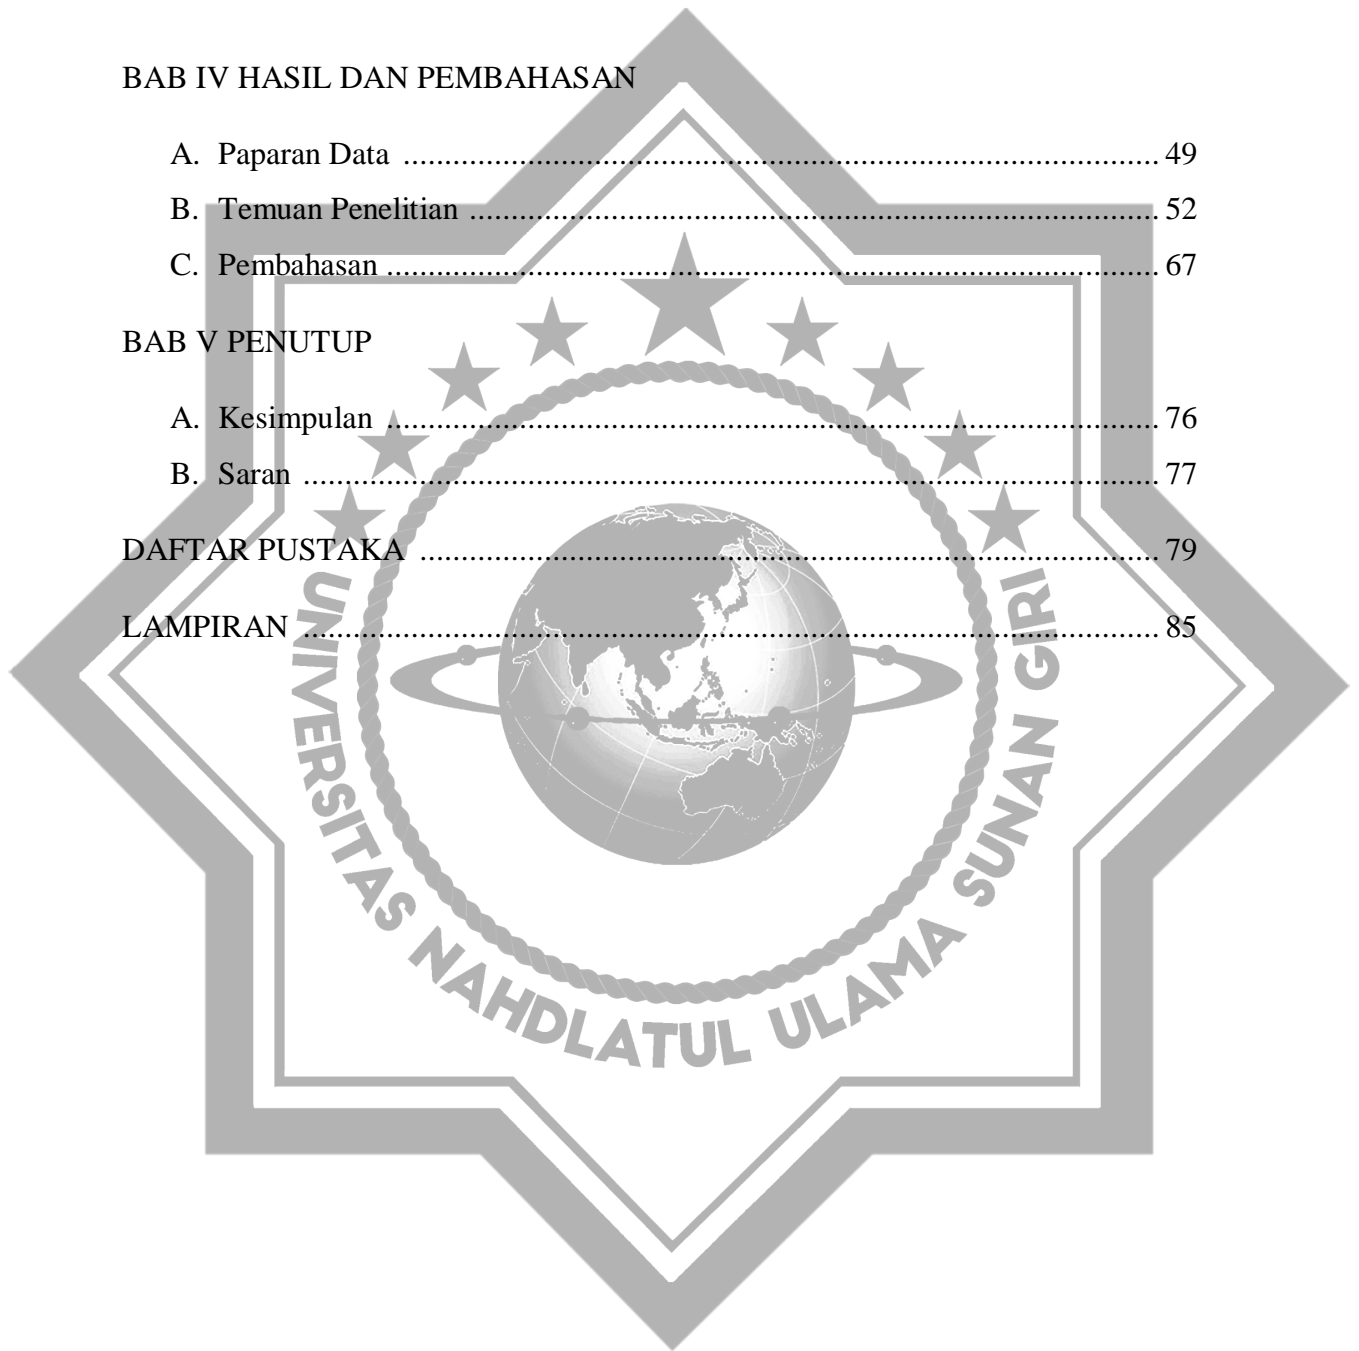 BAB IV HASIL DAN PEMBAHASAN
A. Paparan Data ........................................................................................... 49
B. Temuan Penelitian ................................................................................... 52
C. Pembahasan ............................................................................................. 67
BAB V PENUTUP
A. Kesimpulan ............................................................................................. 76
B. Saran ....................................................................................................... 77
DAFTAR PUSTAKA ......................................................................................... 79
LAMPIRAN ....................................................................................................... 85
UNIVERSITAS NAHDLATUL ULAMA SUNAN GIRI